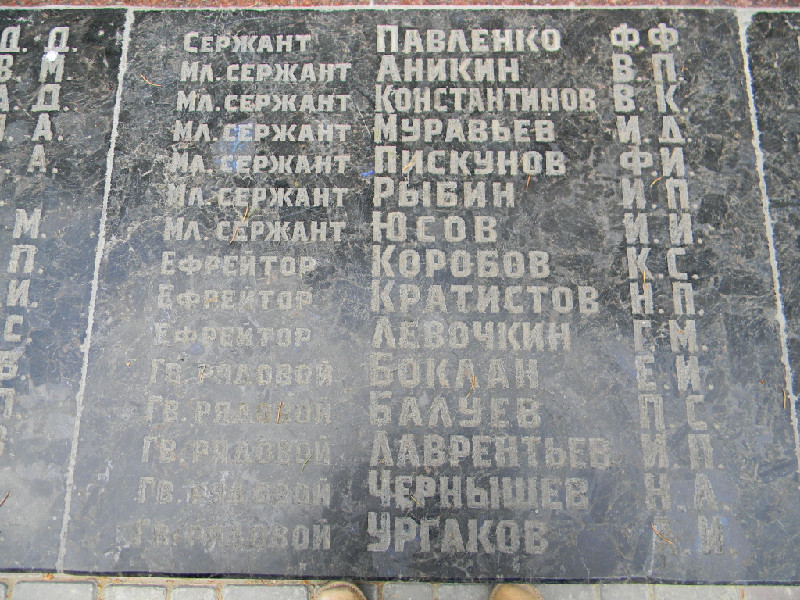 Д. Д.
В. М.
А. Д.
А.
А.
М.
П.
И.
С
В.
П
Сержант Павленко Ф.Ф.
Мл. сержант Аникин В.П.
Мл. сержант Константинов В.К.
Мл. сержант Муравьев И.Д.
Мл. сержант Пискунов Ф.И.
Мл. сержант Рыбин И.П.
Мл. сержант Юсов И.И.
Ефрейтор Коробов К.С.
Ефрейтор Кратистов Н.П.
Ефрейтор Левочкин Г.М.
Гв. рядовой Боклан Е.И.
Гв. рядовой Балуев П.С
Гв. рядовой Лаврентьев И.П.
Гв. рядовой Чернышев Н.А.
Гв. рядовой Ургаков И